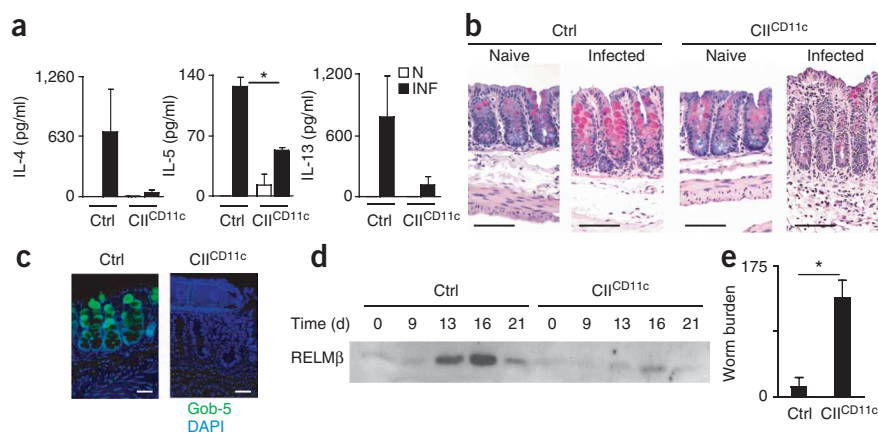 a
IL-4 (pg/ml)
1,260
630
0
Ctrl
CII^CD11c
IL-5 (pg/ml)
140
70
0
*
Ctrl
CII^CD11c
IL-13 (pg/ml)
1,200
600
0
N
INF
Ctrl
CII^CD11c
b
Ctrl
CII^CD11c
Naive
Infected
Naive
Infected
c
Ctrl
CII^CD11c
Gob-5
DAPI
d
Ctrl
CII^CD11c
Time (d) 0 9 13 16 21 0 9 13 16 21
RELMβ
e
Worm burden
175
0
*
Ctrl
CII^CD11c